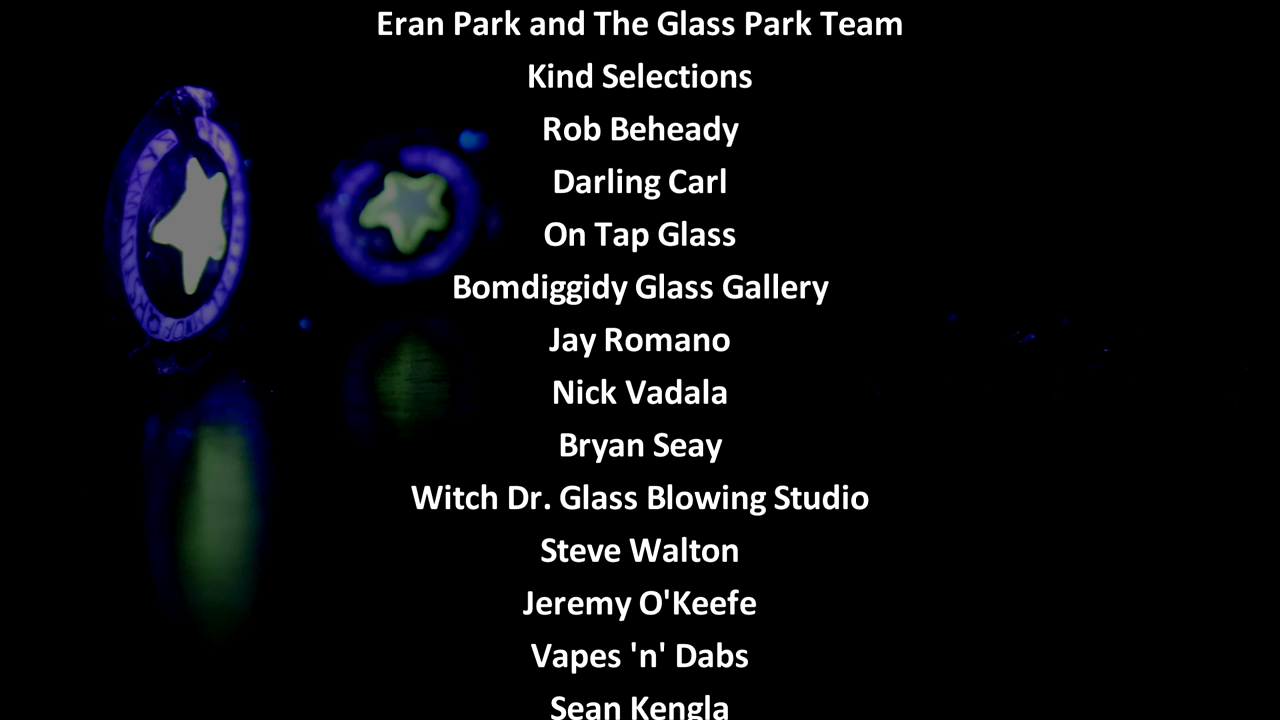 Eran Park and The Glass Park Team
Kind Selections
Rob Beheady
Darling Carl
On Tap Glass
Bomdiggidy Glass Gallery
Jay Romano
Nick Vadala
Bryan Seay
Witch Dr. Glass Blowing Studio
Steve Walton
Jeremy O'Keefe
Vapes 'n' Dabs
Sean Kengla